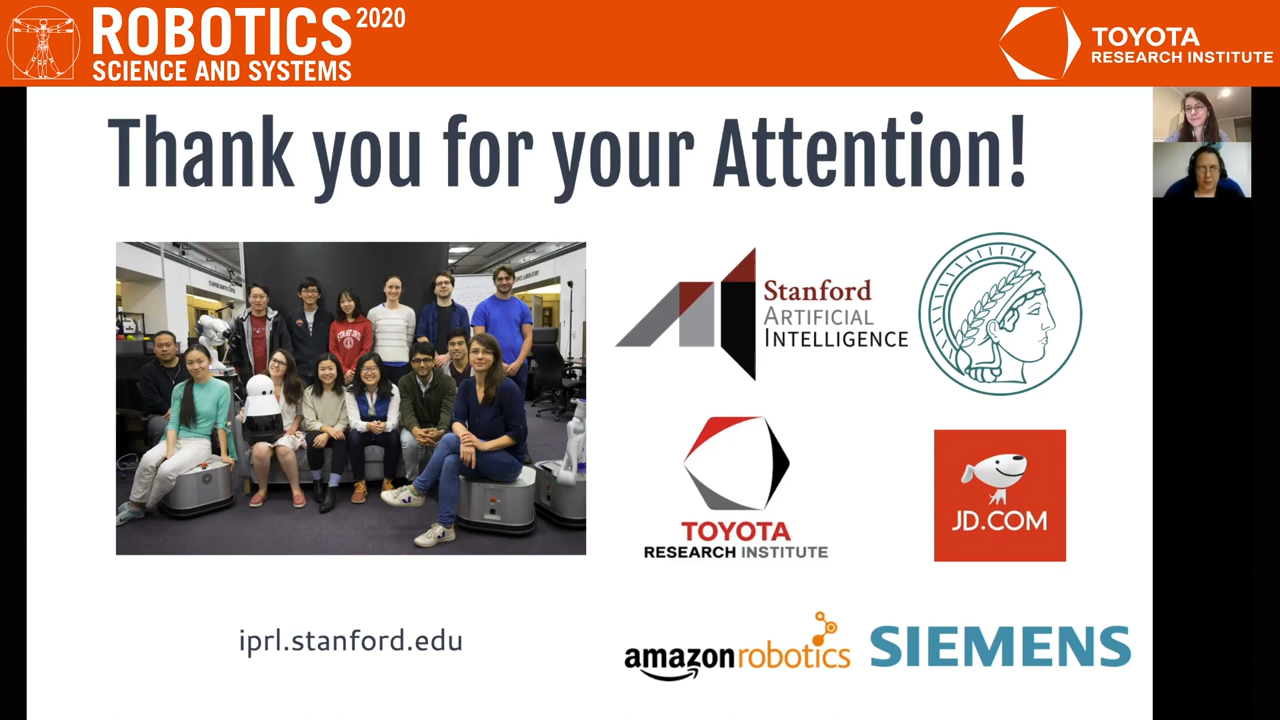 ROBOTICS 2020
SCIENCE AND SYSTEMS
TOYOTA
RESEARCH INSTITUTE
Thank you for your Attention!
Stanford
ARTIFICIAL
INTELLIGENCE
STANFORD
TOYOTA
RESEARCH INSTITUTE
JD.COM
iprl.stanford.edu
amazonrobotics
SIEMENS